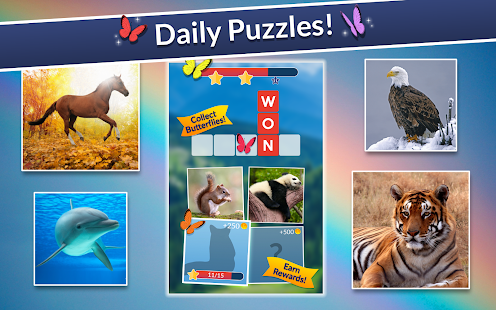 Daily Puzzles!
W
O
N
Collect
Butterflies!
+250
+500
?
11/15
Earn
Rewards!